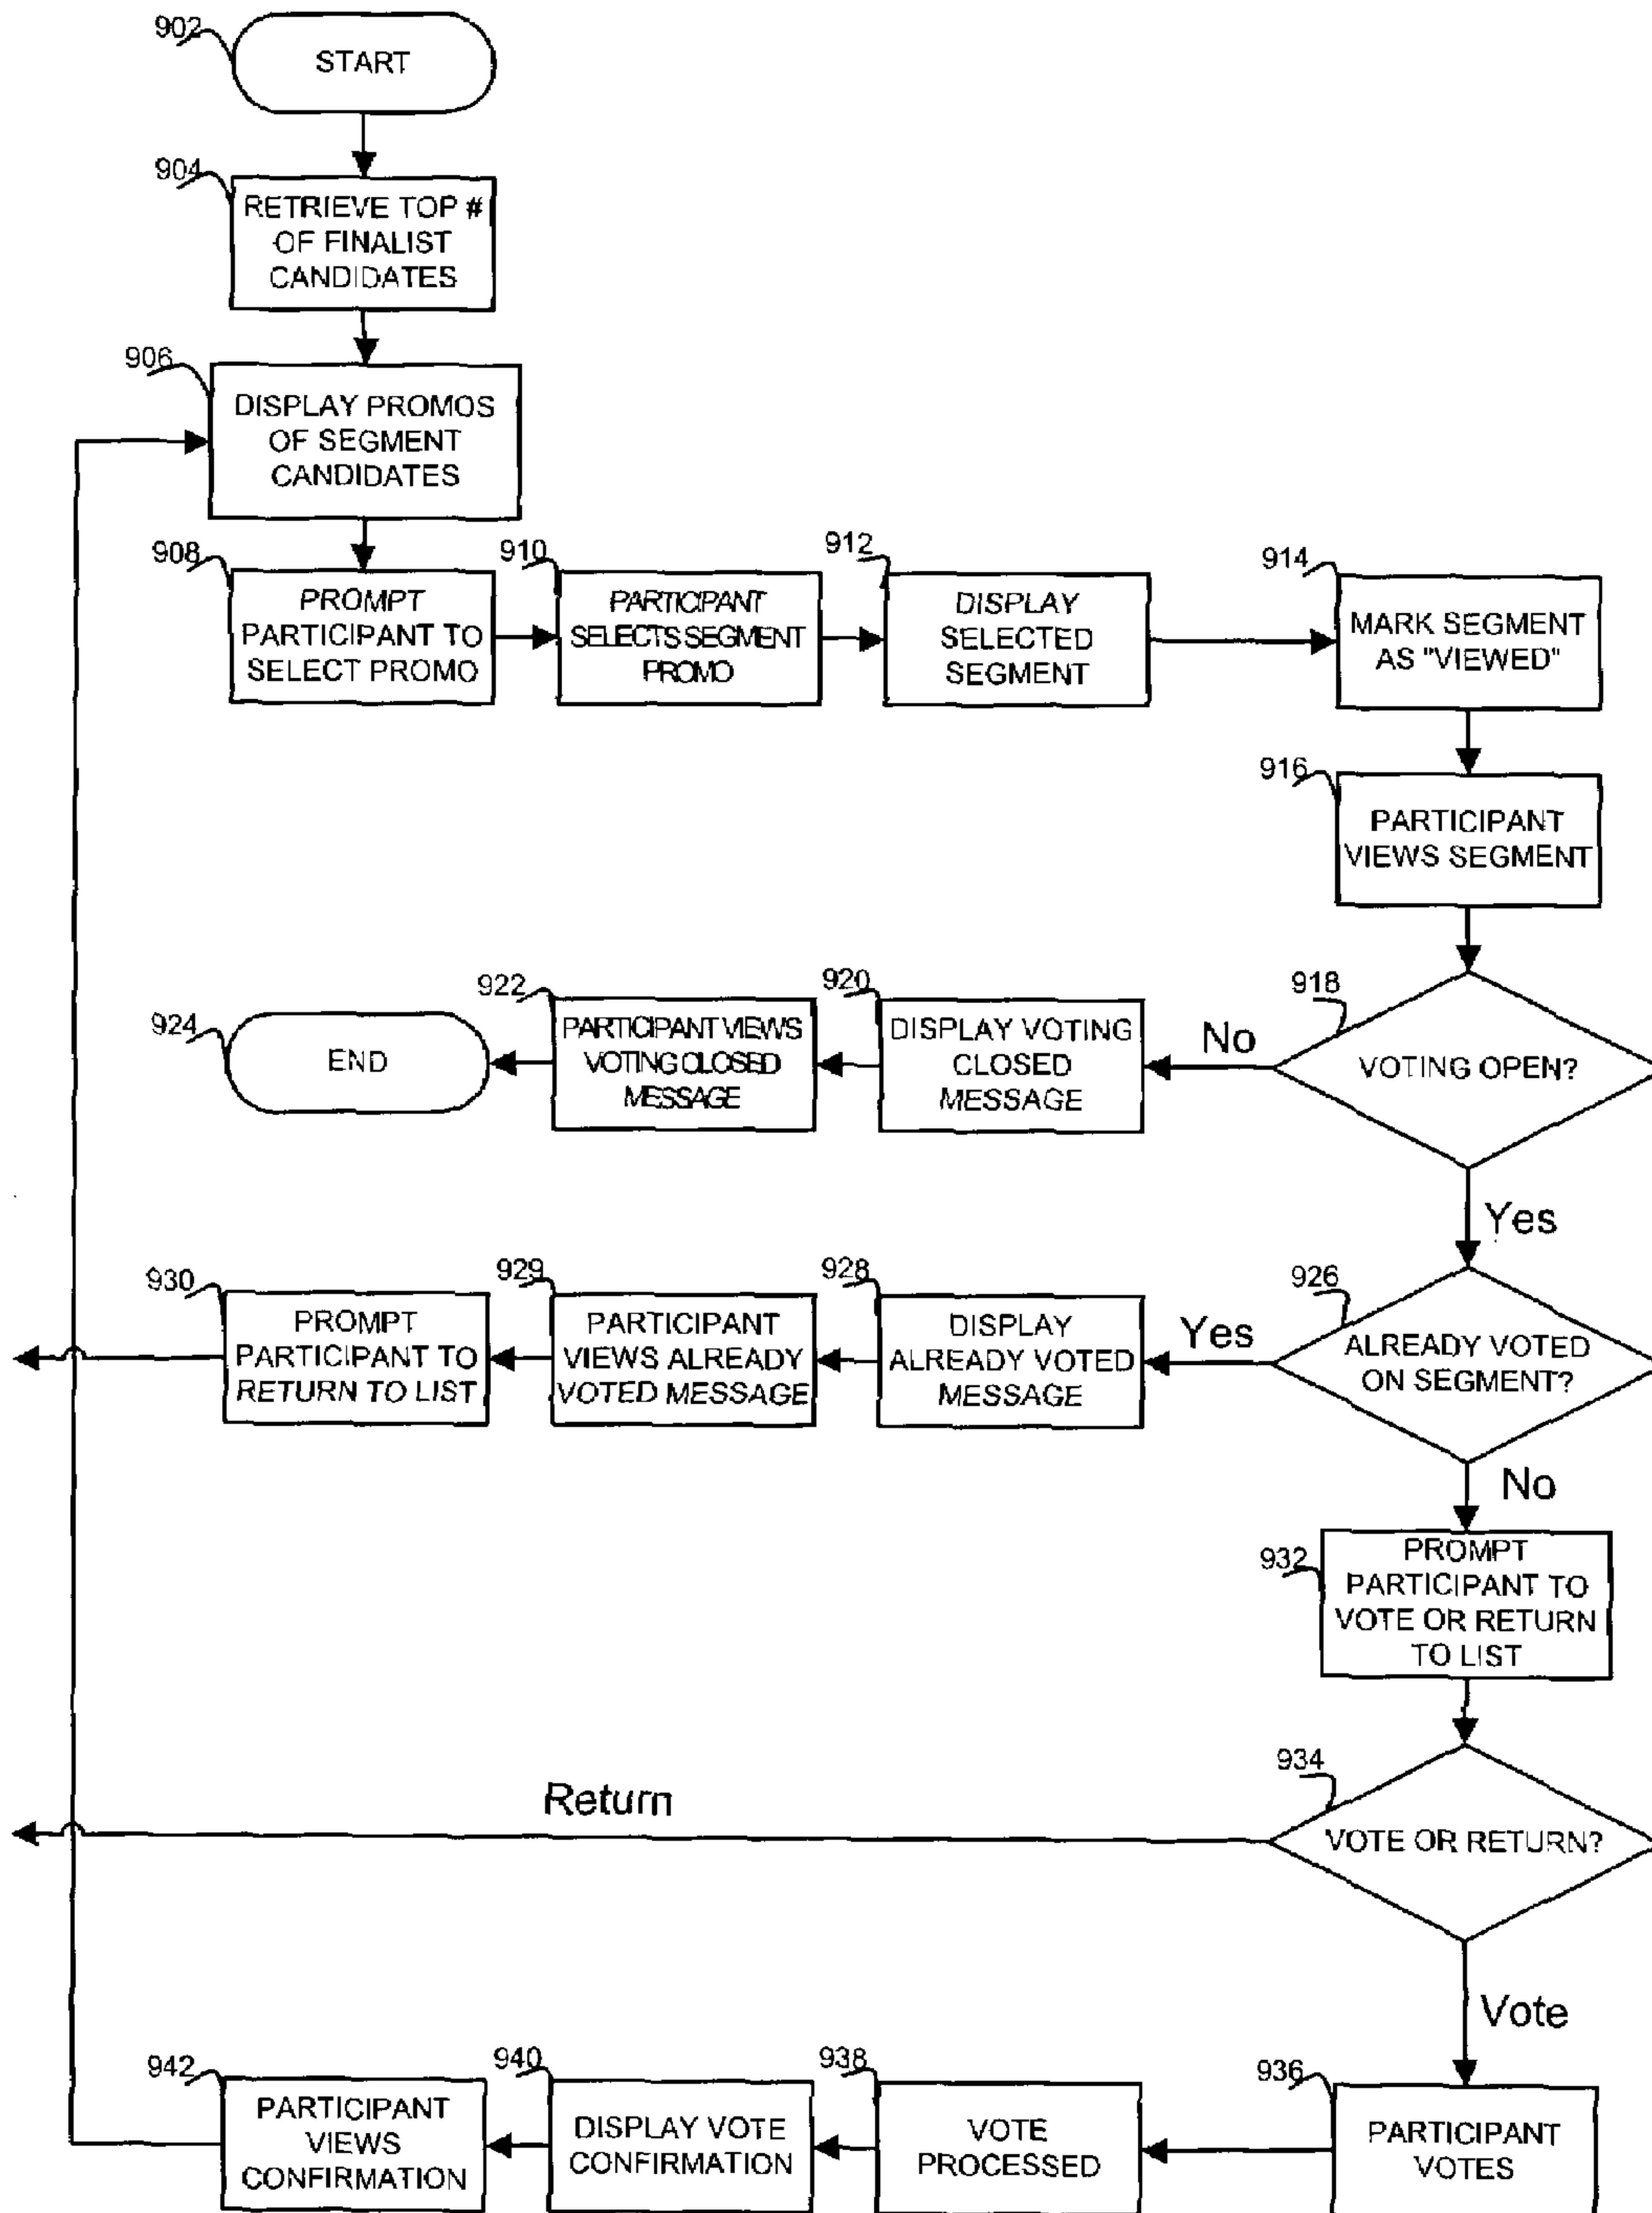 902
START
904
RETRIEVE TOP #
OF FINALIST
CANDIDATES
906
DISPLAY PROMOS
OF SEGMENT
CANDIDATES
908
PROMPT
PARTICIPANT TO
SELECT PROMO
910
PARTICIPANT
SELECTS SEGMENT
PROMO
912
DISPLAY
SELECTED
SEGMENT
914
MARK SEGMENT
AS "VIEWED"
916
PARTICIPANT
VIEWS SEGMENT
918
VOTING OPEN?
No
920
DISPLAY VOTING
CLOSED
MESSAGE
922
PARTICIPANT VIEWS
VOTING CLOSED
MESSAGE
924
END
Yes
926
ALREADY VOTED
ON SEGMENT?
Yes
928
DISPLAY
ALREADY VOTED
MESSAGE
929
PARTICIPANT
VIEWS ALREADY
VOTED MESSAGE
930
PROMPT
PARTICIPANT TO
RETURN TO LIST
No
932
PROMPT
PARTICIPANT TO
VOTE OR RETURN
TO LIST
934
VOTE OR RETURN?
Return
Vote
936
PARTICIPANT
VOTES
938
VOTE
PROCESSED
940
DISPLAY VOTE
CONFIRMATION
942
PARTICIPANT
VIEWS
CONFIRMATION